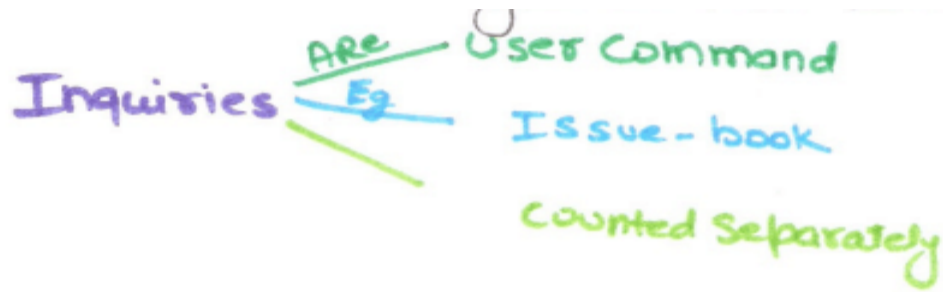 ARe User Command
Inquiries Eg
Issue-book
Counted Separately